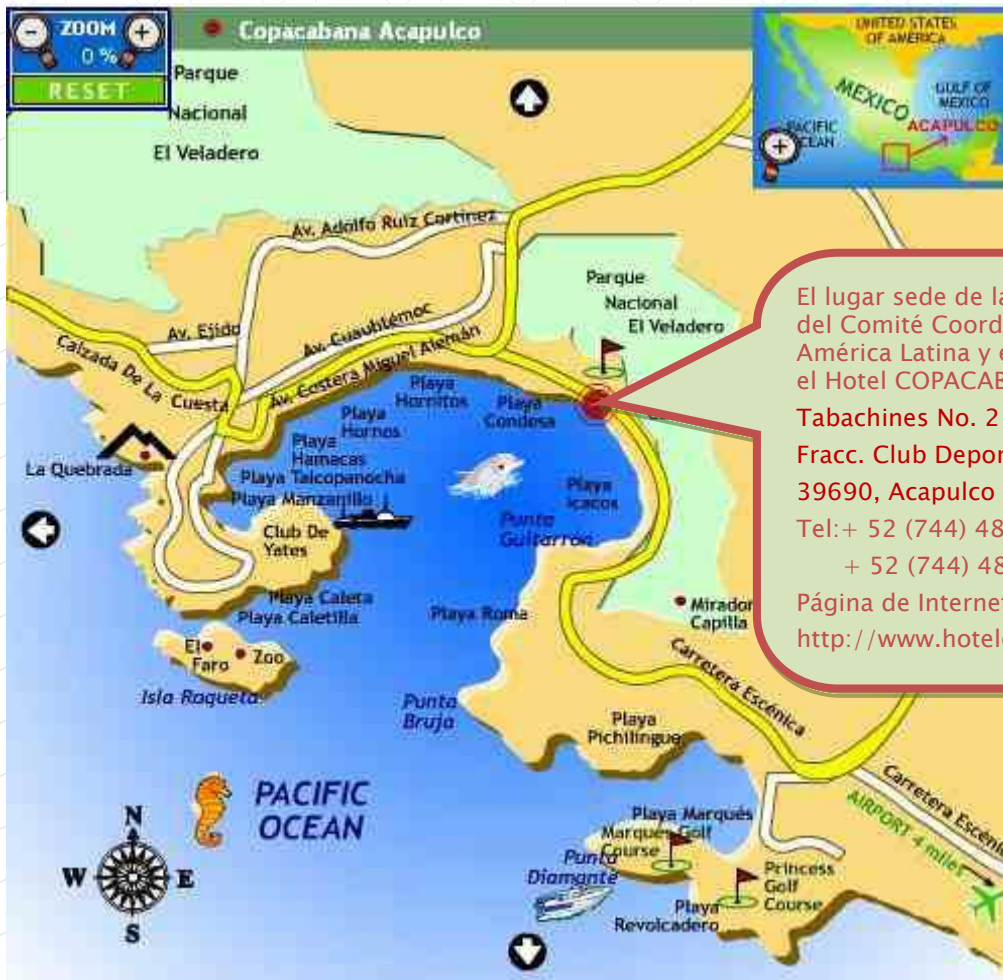 ZOOM
0 %
RESET
Copacabana Acapulco
UNITED STATES
OF AMERICA
MEXICO
GULF OF
MEXICO
PACIFIC
OCEAN
ACAPULCO
Parque
Nacional
El Veladero
Av. Adolfo Ruiz Cortinez
Parque
Nacional
El Veladero
Av. Ejido
Av. Cuauhtémoc
Av. Costera Miguel Alemán
Calzada De La Cuesta
Playa
Hornitos
Playa
Condesa
Playa
Hornos
Playa
Hamacas
Playa Talcopanocha
Playa Manzanillo
La Quebrada
Playa
Icacos
Club De
Yates
Punta
Guitarrón
Playa Caleta
Playa Caletilla
Playa Roma
Mirador
Capilla
El
Faro
Zoo
Isla Roqueta
Punta
Bruja
Carretera Escénica
Playa
Pichilingue
PACIFIC
OCEAN
Carretera Escénic
AIRPORT 4 miles
N
W
E
S
Playa Marqués
Marques Golf
Course
Punta
Diamante
Princess
Golf
Course
Playa
Revolcadero
El lugar sede de la
del Comité Coord
América Latina y e
el Hotel COPACAB
Tabachines No. 2
Fracc. Club Depor
39690, Acapulco
Tel:+ 52 (744) 48
+ 52 (744) 48
Página de Interne
http://www.hotel